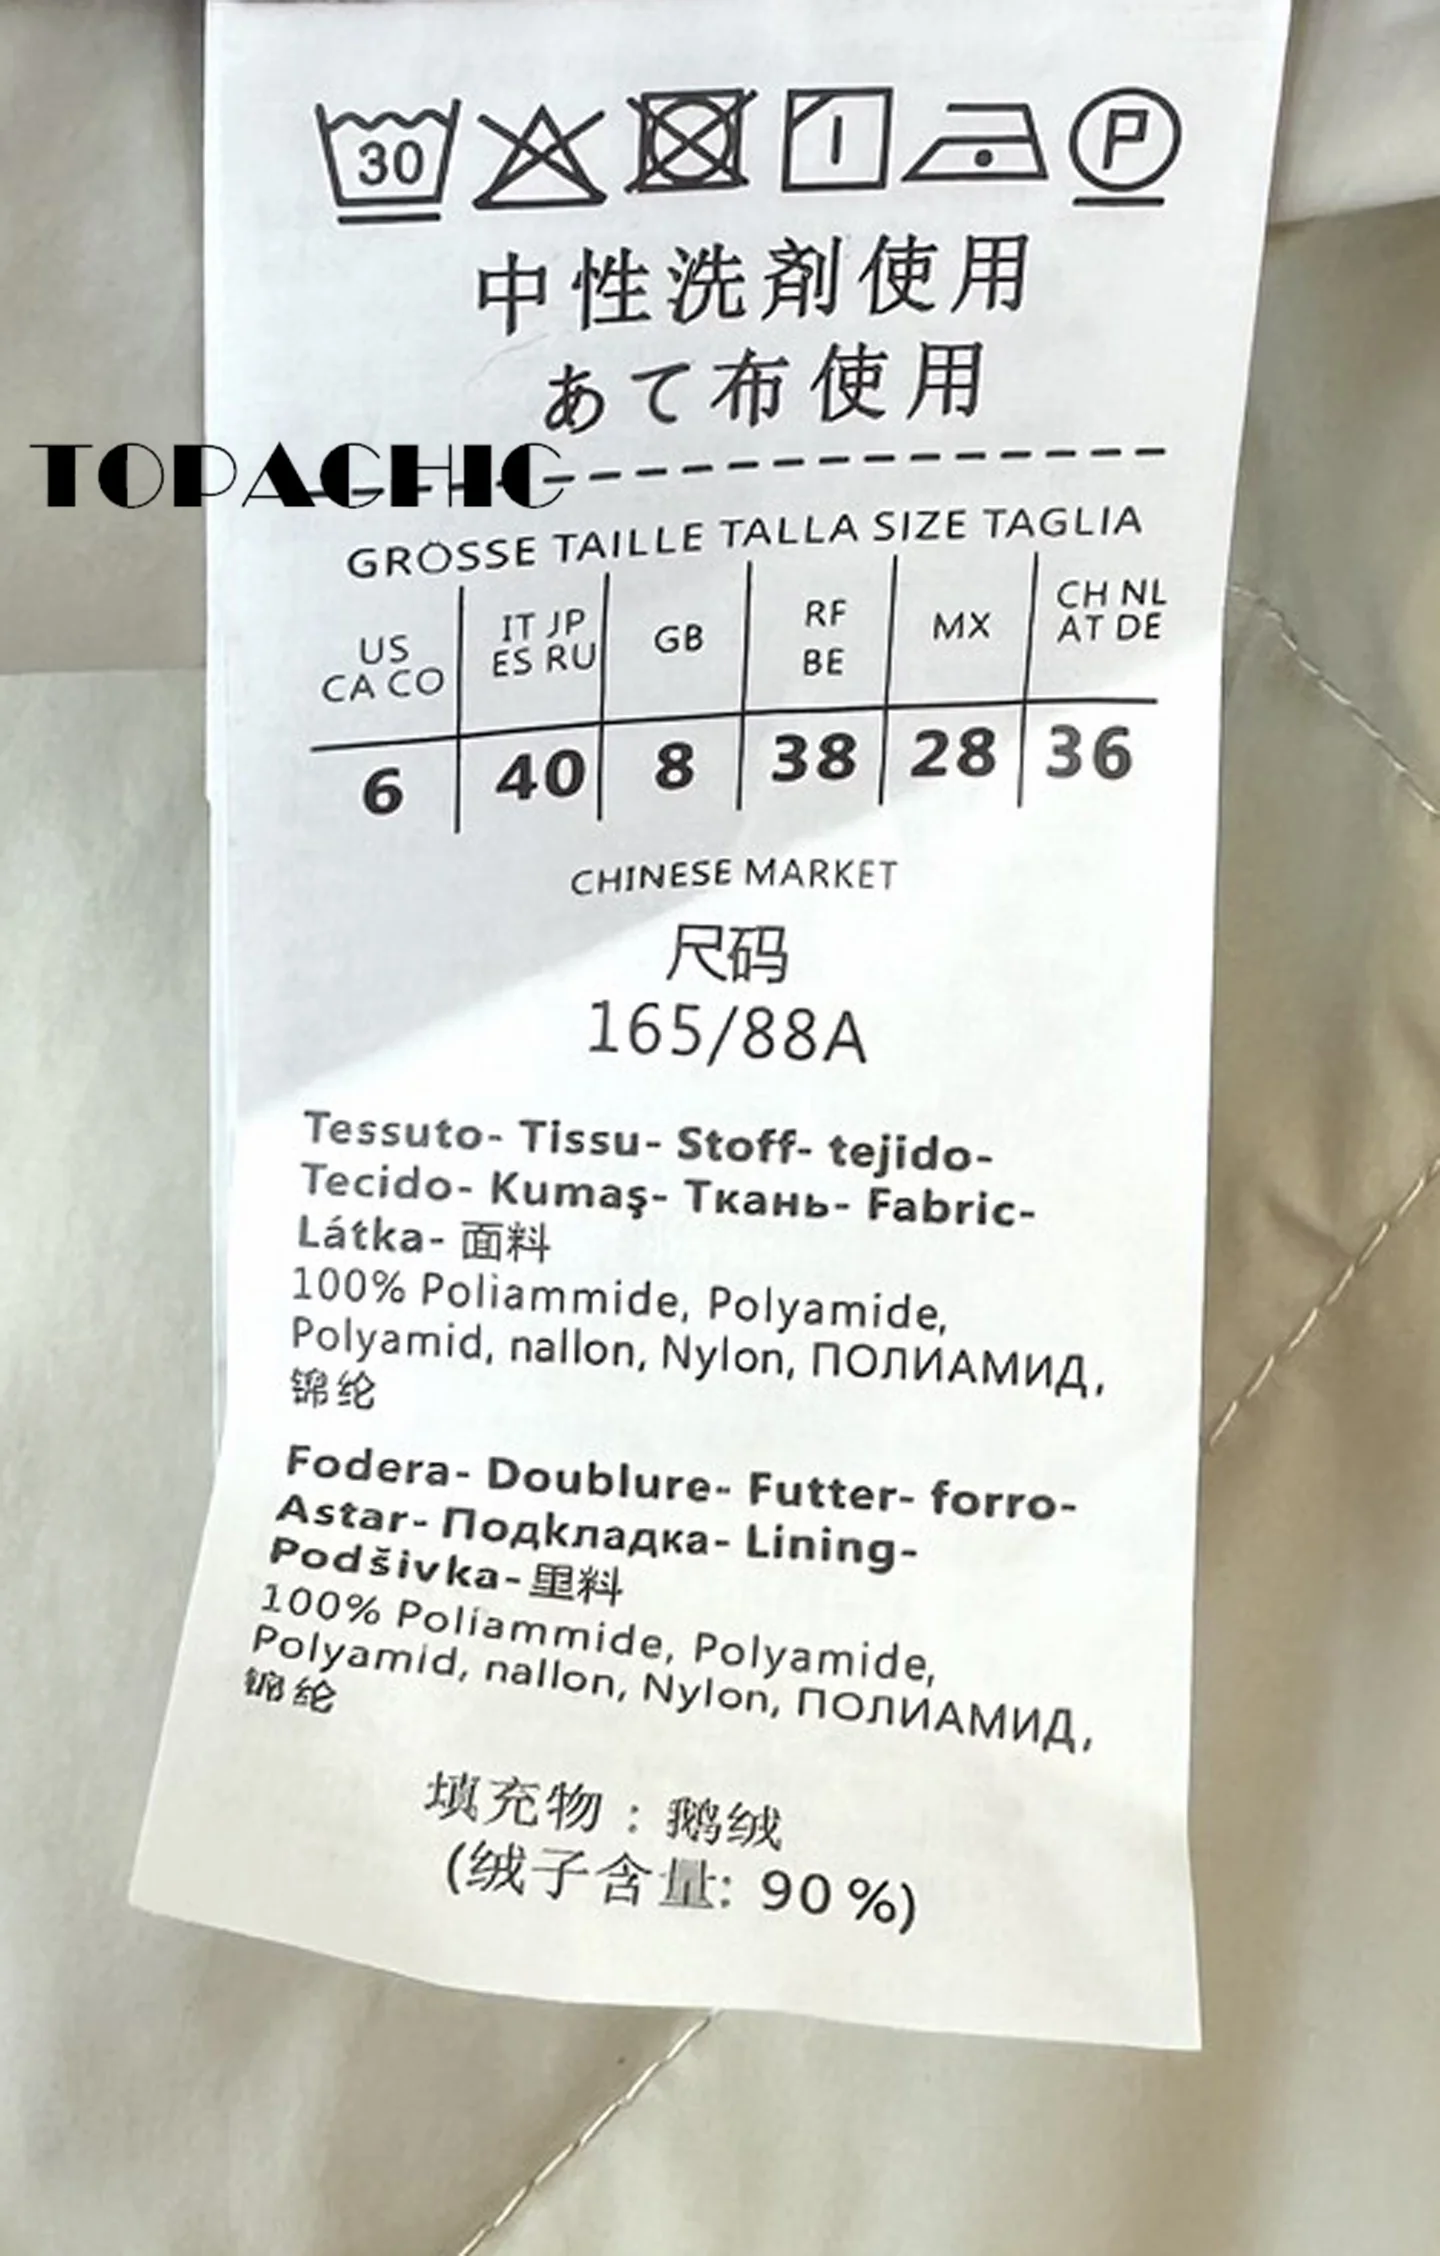 30
P
中性洗剤使用
あて布使用
TOPACHIC
GRÖSSE TAILLE TALLA SIZE TAGLIA
US CA CO
IT JP ES RU
GB
RF BE
MX
CH NL AT DE
6 40 8 38 28 36
CHINESE MARKET
尺码
165/88A
Tessuto- Tissu- Stoff- tejido-
Tecido- Kumaş- Ткань- Fabric-
Látka- 面料
100% Poliammide, Polyamide,
Polyamid, nallon, Nylon, ПОЛИАМИД,
锦纶
Fodera- Doublure- Futter- forro-
Astar- Подкладка- Lining-
Podšivka-里料
100% Poliammide, Polyamide,
Polyamid, nallon, Nylon, ПОЛИАМИД,
锦纶
填充物：鹅绒
(绒子含量: 90%)